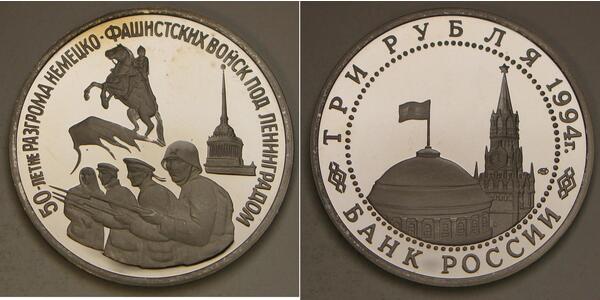 50-ЛЕТИЕ РАЗГРОМА НЕМЕЦКО-ФАШИСТСКИХ ВОЙСК ПОД ЛЕНИНГРАДОМ
ТРИ РУБЛЯ 1994г.
БАНК РОССИИ